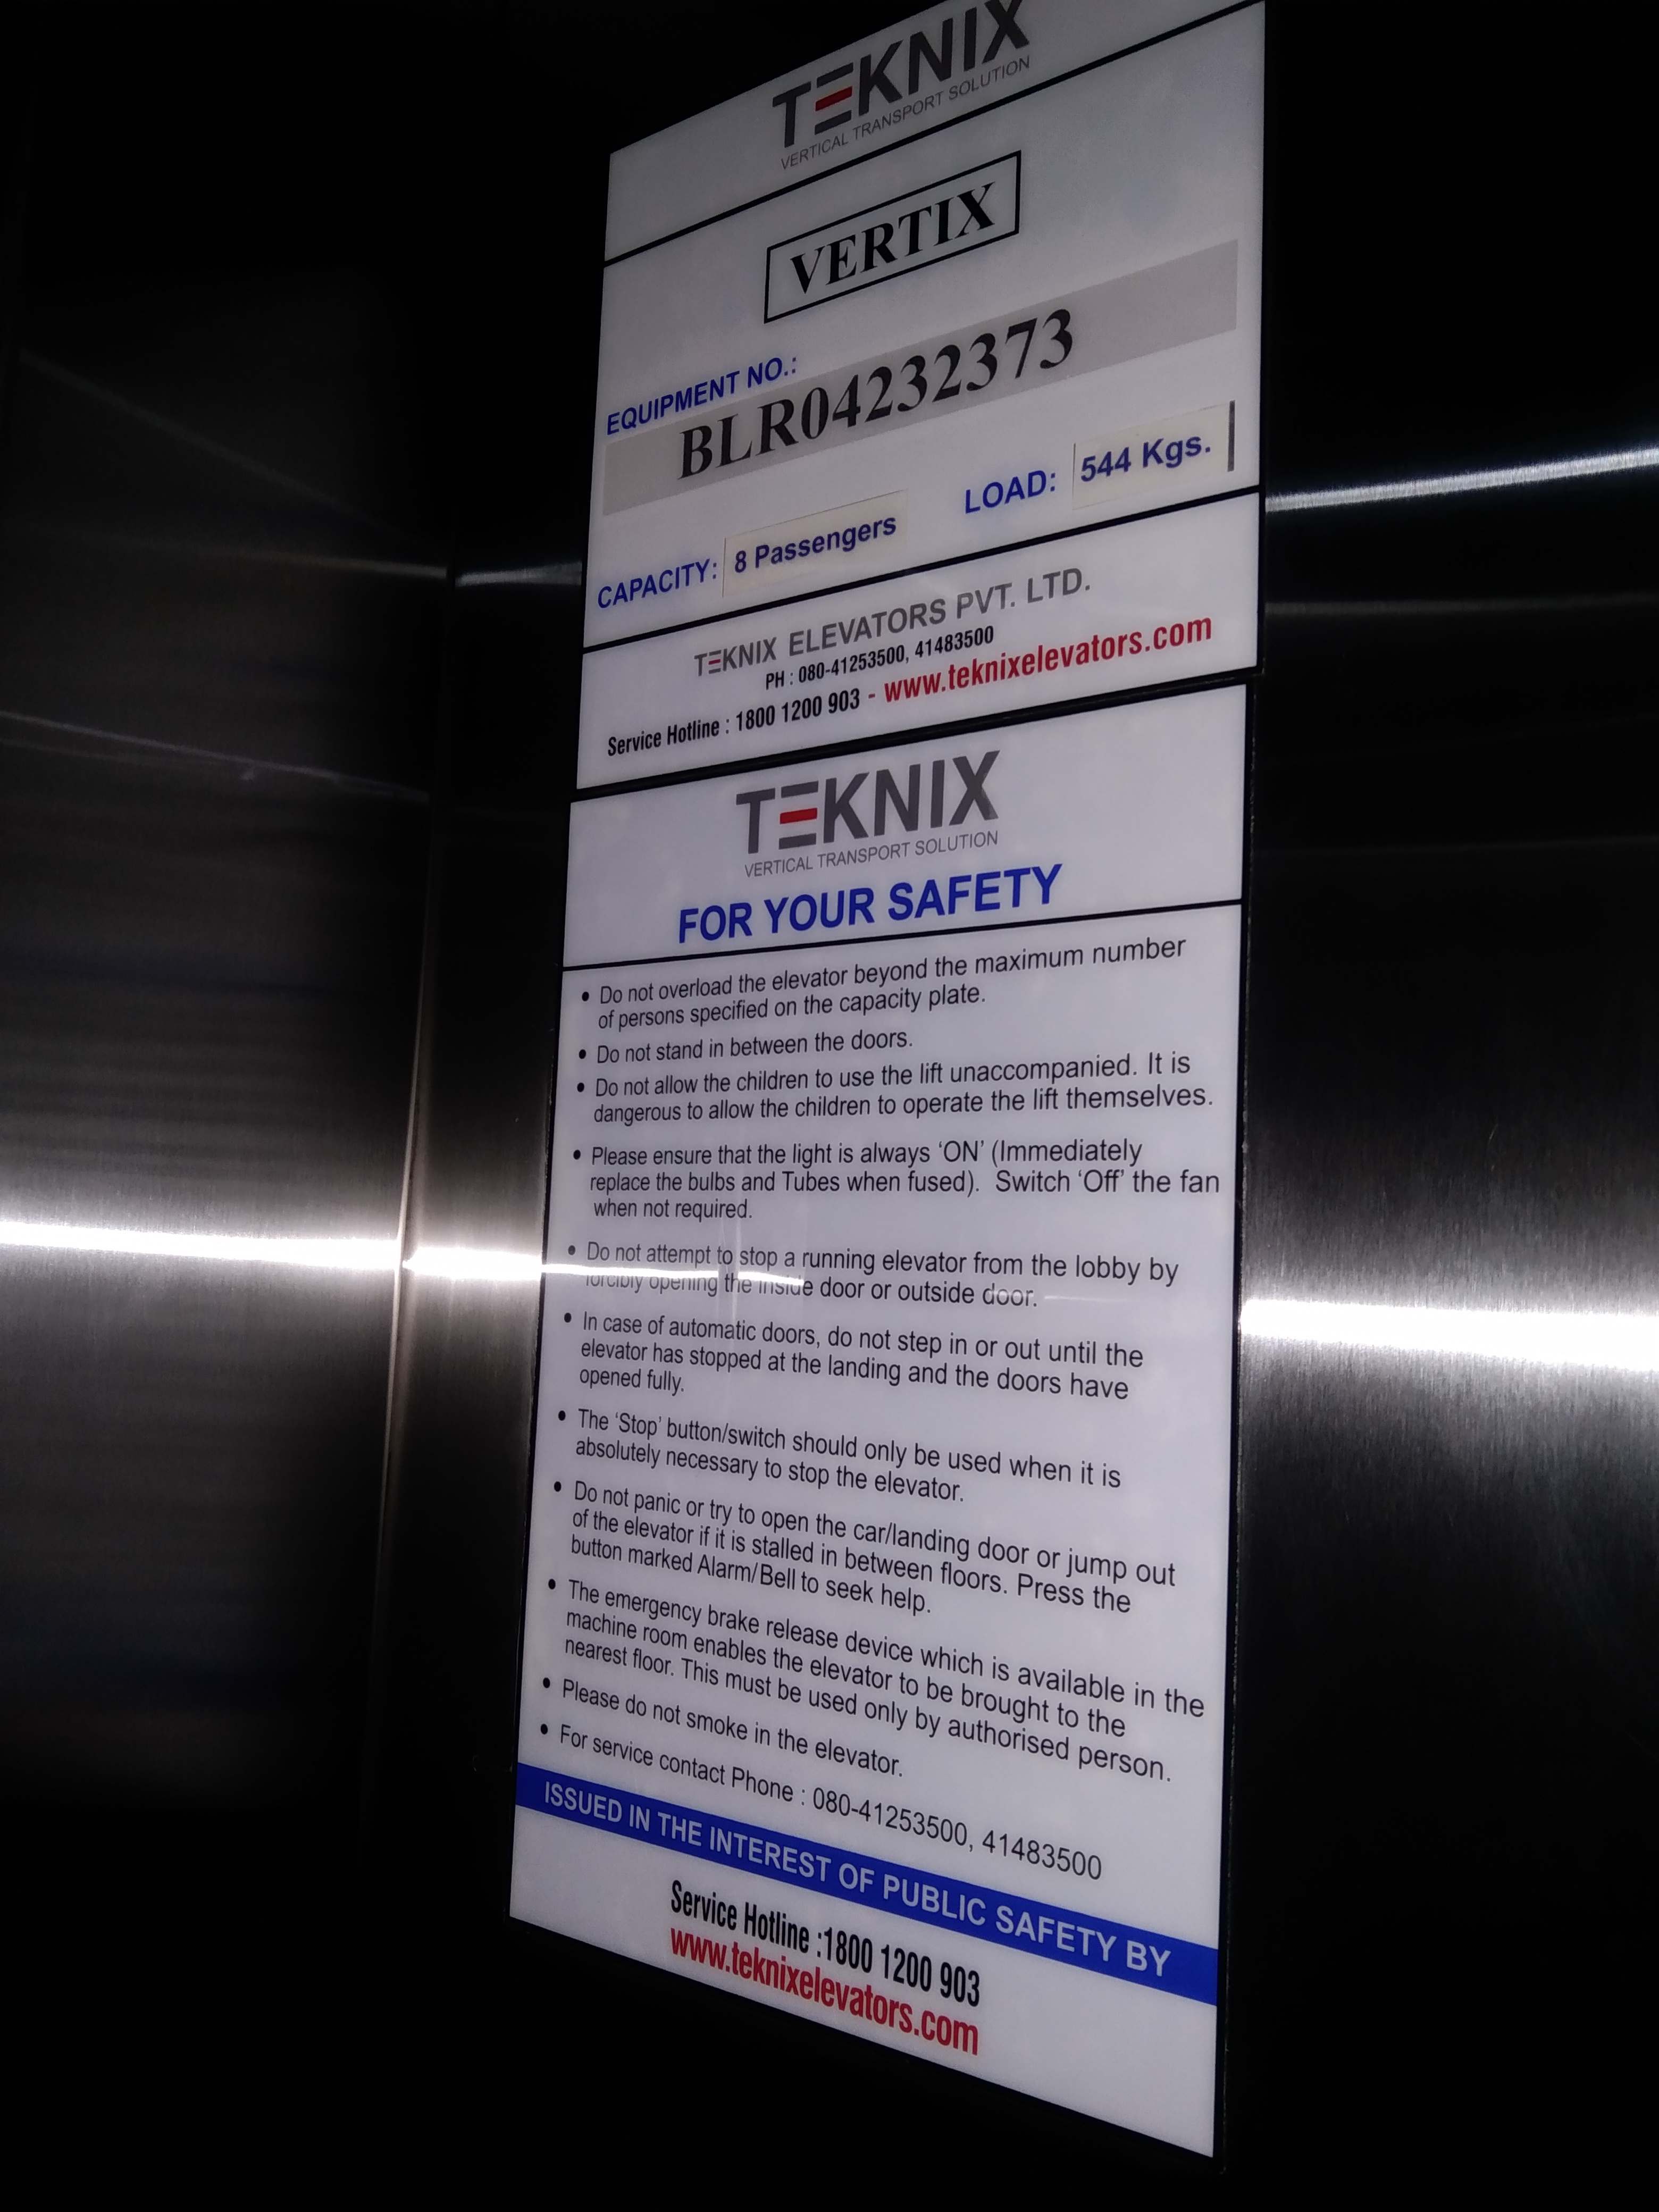 TEKNIX
VERTICAL TRANSPORT SOLUTION
VERTIX
EQUIPMENT NO.:
BLR04232373
CAPACITY: 8 Passengers LOAD: 544 Kgs.
TEKNIX ELEVATORS PVT. LTD.
PH : 080-41253500, 41483500
Service Hotline : 1800 1200 903 - www.teknixelevators.com
TEKNIX
VERTICAL TRANSPORT SOLUTION
FOR YOUR SAFETY
• Do not overload the elevator beyond the maximum number
of persons specified on the capacity plate.
• Do not stand in between the doors.
• Do not allow the children to use the lift unaccompanied. It is
dangerous to allow the children to operate the lift themselves.
• Please ensure that the light is always ‘ON’ (Immediately
replace the bulbs and Tubes when fused). Switch ‘Off’ the fan
when not required.
• Do not attempt to stop a running elevator from the lobby by
forcibly opening the inside door or outside door.
• In case of automatic doors, do not step in or out until the
elevator has stopped at the landing and the doors have
opened fully.
• The ‘Stop’ button/switch should only be used when it is
absolutely necessary to stop the elevator.
• Do not panic or try to open the car/landing door or jump out
of the elevator if it is stalled in between floors. Press the
button marked Alarm/Bell to seek help.
• The emergency brake release device which is available in the
machine room enables the elevator to be brought to the
nearest floor. This must be used only by authorised person.
• Please do not smoke in the elevator.
• For service contact Phone : 080-41253500, 41483500
ISSUED IN THE INTEREST OF PUBLIC SAFETY BY
Service Hotline :1800 1200 903
www.teknixelevators.com